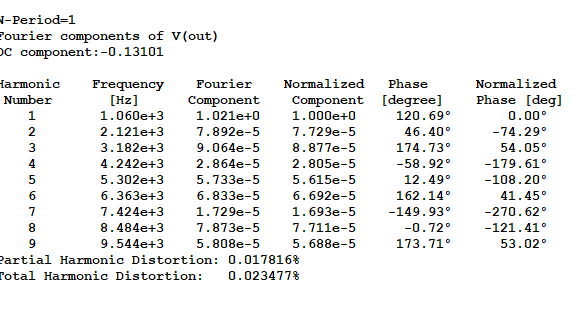 N-Period=1
Fourier components of V(out)
DC component:-0.13101
Harmonic Frequency Fourier Normalized Phase Normalized
Number [Hz] Component Component [degree] Phase [deg]
1 1.060e+3 1.021e+0 1.000e+0 120.69° 0.00°
2 2.121e+3 7.892e-5 7.729e-5 46.40° -74.29°
3 3.182e+3 9.064e-5 8.877e-5 174.73° 54.05°
4 4.242e+3 2.864e-5 2.805e-5 -58.92° -179.61°
5 5.302e+3 5.733e-5 5.615e-5 12.49° -108.20°
6 6.363e+3 6.833e-5 6.692e-5 162.14° 41.45°
7 7.424e+3 1.729e-5 1.693e-5 -149.93° -270.62°
8 8.484e+3 7.873e-5 7.711e-5 -0.72° -121.41°
9 9.544e+3 5.808e-5 5.688e-5 173.71° 53.02°
Partial Harmonic Distortion: 0.017816%
Total Harmonic Distortion: 0.023477%